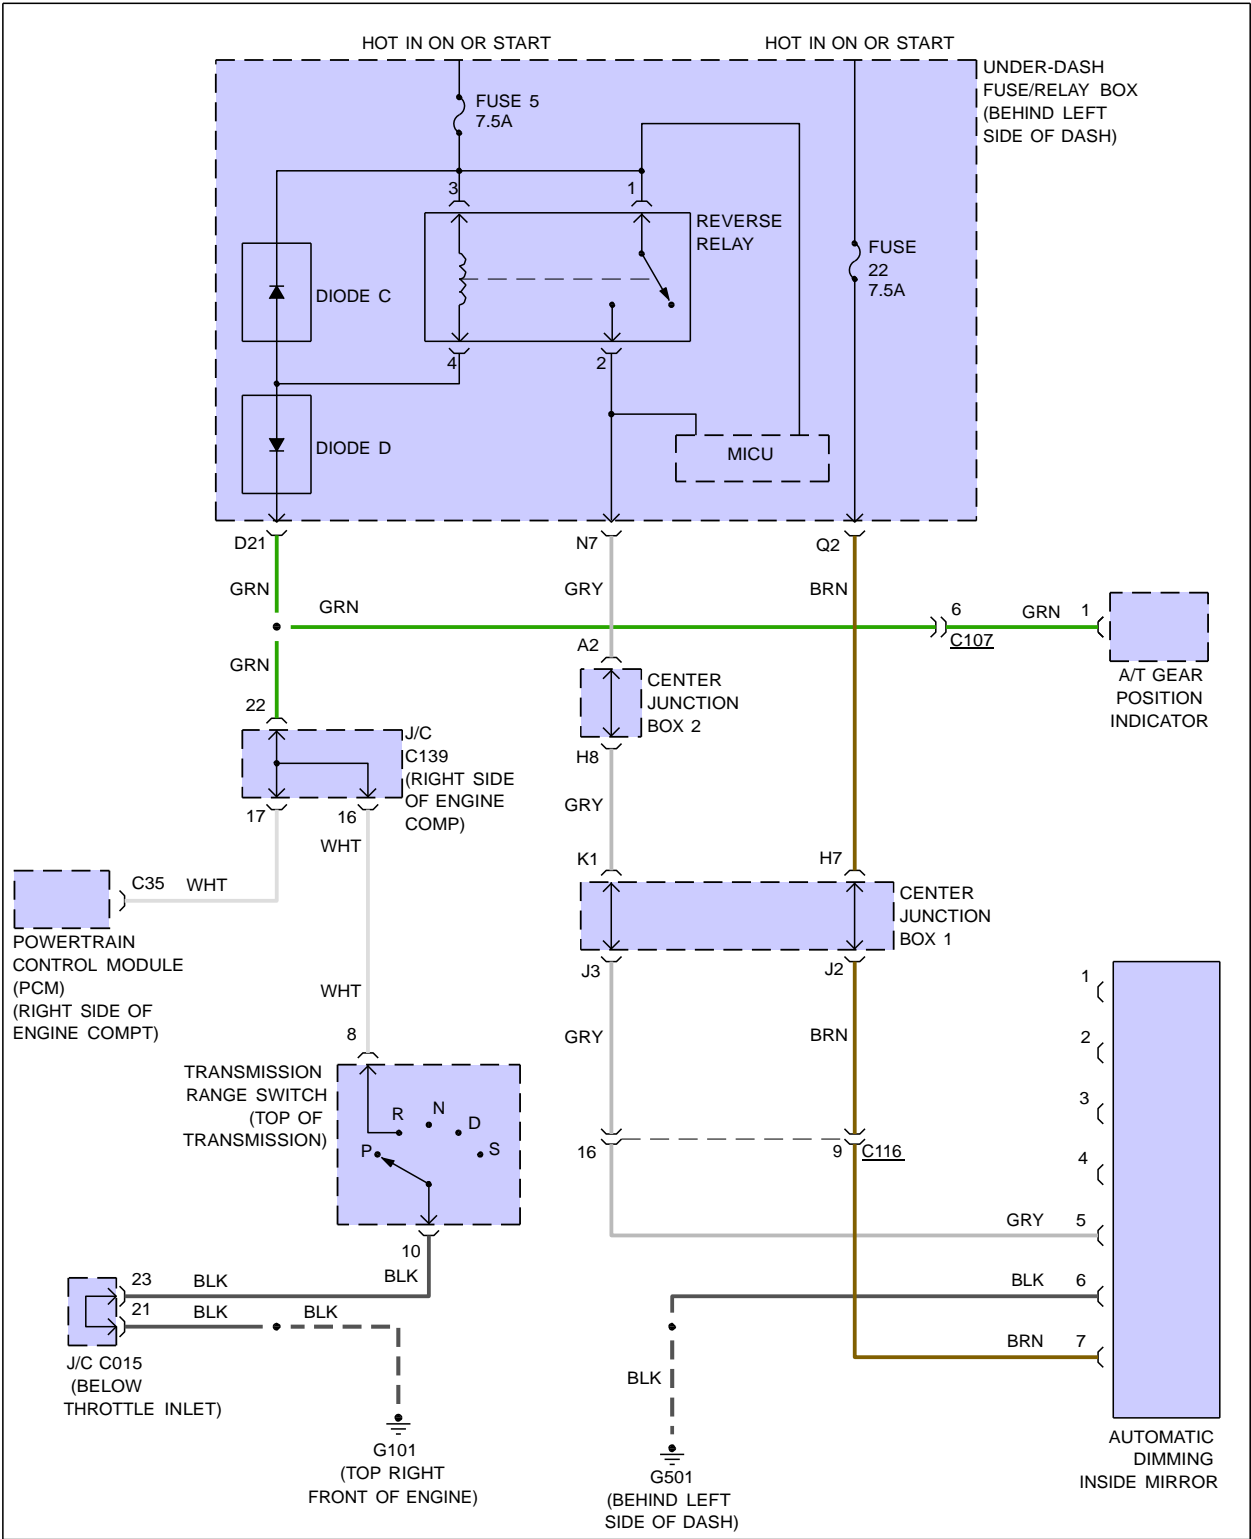 HOT IN ON OR START
HOT IN ON OR START
UNDER-DASH
FUSE/RELAY BOX
(BEHIND LEFT
SIDE OF DASH)
FUSE 5
7.5A
3
1
REVERSE
RELAY
FUSE
22
7.5A
DIODE C
4
2
DIODE D
MICU
D21
N7
Q2
GRN
GRY
BRN
GRN
6
GRN
1
C107
A2
GRN
CENTER
JUNCTION
BOX 2
A/T GEAR
POSITION
INDICATOR
22
J/C
C139
(RIGHT SIDE
OF ENGINE
COMP)
H8
GRY
17
16
WHT
K1
H7
C35
WHT
CENTER
JUNCTION
BOX 1
POWERTRAIN
CONTROL MODULE
(PCM)
(RIGHT SIDE OF
ENGINE COMPT)
J3
J2
WHT
8
GRY
BRN
1
2
3
4
TRANSMISSION
RANGE SWITCH
(TOP OF
TRANSMISSION)
R
N
D
P
S
16
9
C116
10
BLK
GRY
5
23
BLK
BLK
6
21
BLK
BLK
BRN
7
J/C C015
(BELOW
THROTTLE INLET)
BLK
G101
(TOP RIGHT
FRONT OF ENGINE)
G501
(BEHIND LEFT
SIDE OF DASH)
AUTOMATIC
DIMMING
INSIDE MIRROR